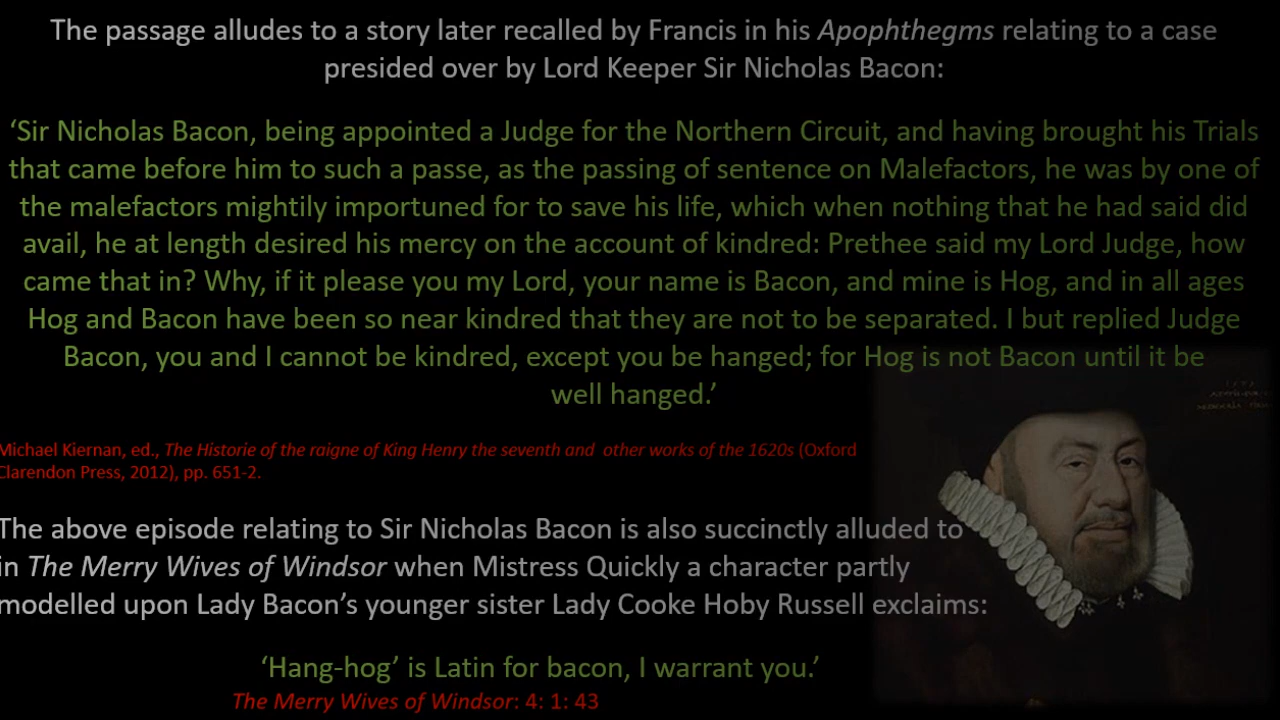 The passage alludes to a story later recalled by Francis in his Apophthegms relating to a case
presided over by Lord Keeper Sir Nicholas Bacon:
‘Sir Nicholas Bacon, being appointed a Judge for the Northern Circuit, and having brought his Trials
that came before him to such a passe, as the passing of sentence on Malefactors, he was by one of
the malefactors mightily importuned for to save his life, which when nothing that he had said did
avail, he at length desired his mercy on the account of kindred: Prethee said my Lord Judge, how
came that in? Why, if it please you my Lord, your name is Bacon, and mine is Hog, and in all ages
Hog and Bacon have been so near kindred that they are not to be separated. I but replied Judge
Bacon, you and I cannot be kindred, except you be hanged; for Hog is not Bacon until it be
well hanged.’
Michael Kiernan, ed., The Historie of the raigne of King Henry the seventh and other works of the 1620s (Oxford
Clarendon Press, 2012), pp. 651-2.
The above episode relating to Sir Nicholas Bacon is also succinctly alluded to
in The Merry Wives of Windsor when Mistress Quickly a character partly
modelled upon Lady Bacon’s younger sister Lady Cooke Hoby Russell exclaims:
‘Hang-hog’ is Latin for bacon, I warrant you.’
The Merry Wives of Windsor: 4: 1: 43